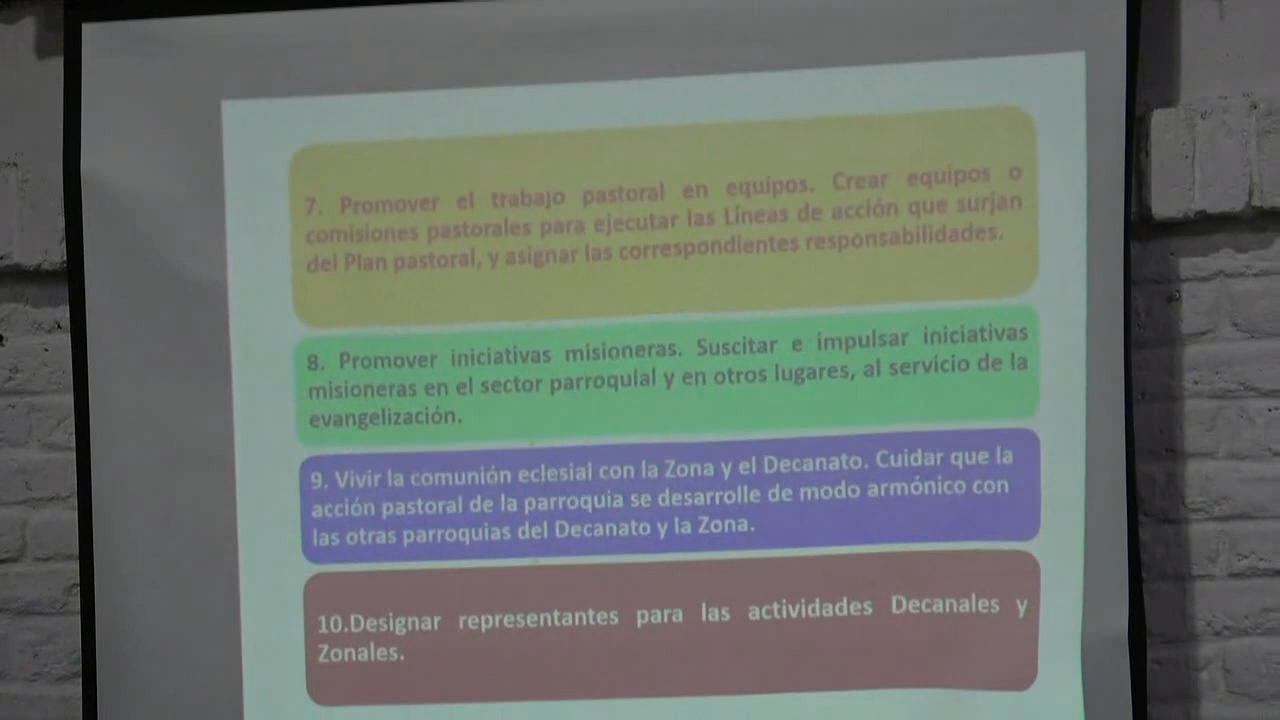 7. Promover el trabajo pastoral en equipos. Crear equipos o
comisiones pastorales para ejecutar las Líneas de acción que surjan
del Plan pastoral, y asignar las correspondientes responsabilidades.
8. Promover iniciativas misioneras. Suscitar e impulsar iniciativas
misioneras en el sector parroquial y en otros lugares, al servicio de la
evangelización.
9. Vivir la comunión eclesial con la Zona y el Decanato. Cuidar que la
acción pastoral de la parroquia se desarrolle de modo armónico con
las otras parroquias del Decanato y la Zona.
10.Designar representantes para las actividades Decanales y
Zonales.